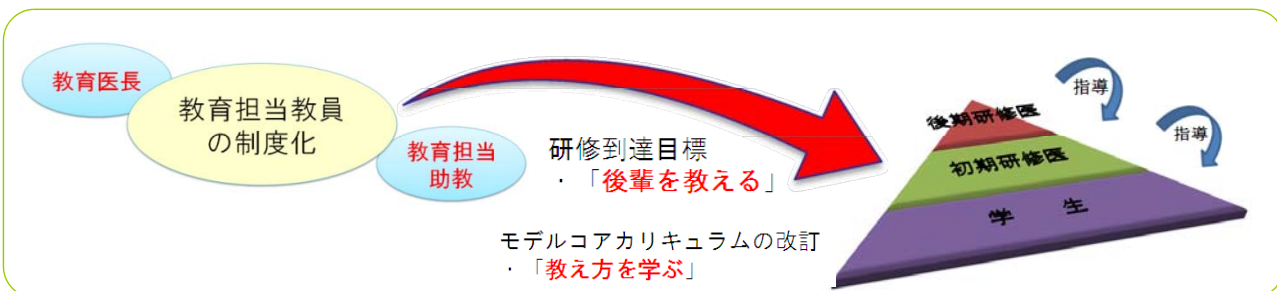 教育医長
教育担当教員
の制度化
教育担当
助教
研修到達目標
・「後輩を教える」
モデルコアカリキュラムの改訂
・「教え方を学ぶ」
指導
指導
後期研修医
初期研修医
学 生